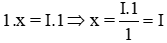 1.x = I.1 ⇒ x = I.1/1 = I